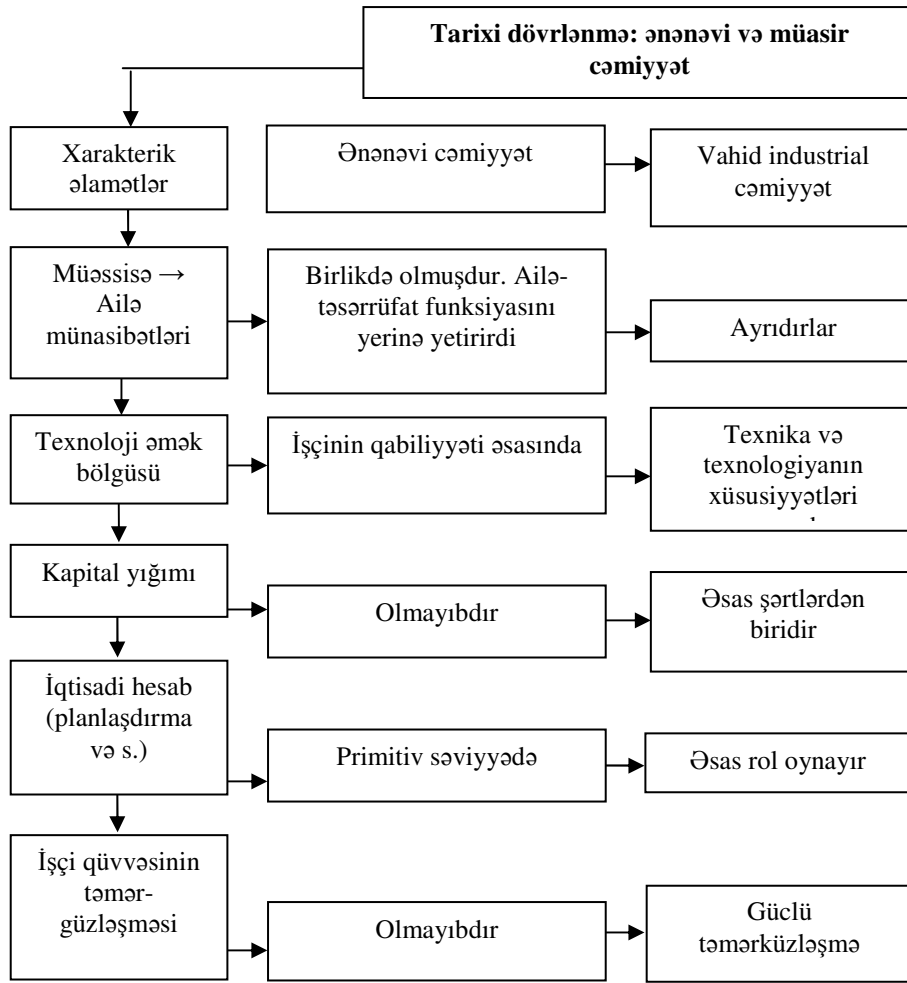 Tarixi dövrlənmə: ənənəvi və müasir
cəmiyyət
Xarakterik
əlamətlər
Ənənəvi cəmiyyət
Vahid industrial
cəmiyyət
Müəssisə →
Ailə
münasibətləri
Birlikdə olmuşdur. Ailə-
təsərrüfat funksiyasını
yerinə yetirirdi
Ayrıdırlar
Texnoloji əmək
bölgüsü
İşçinin qabiliyyəti əsasında
Texnika və
texnologiyanın
xüsusiyyətləri
Kapital yığımı
Olmayıbdır
Əsas şərtlərdən
biridir
İqtisadi hesab
(planlaşdırma
və s.)
Primitiv səviyyədə
Əsas rol oynayır
İşçi qüvvəsinin
təmər-
güzləşməsi
Olmayıbdır
Güclü
təmərküzləşmə